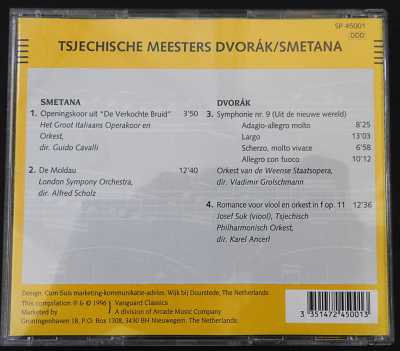 SP 45001
DDD
TSJECHISCHE MEESTERS DVORÁK/SMETANA
SMETANA
1. Openingskoor uit "De Verkochte Bruid" 3'50
Het Groot Italiaans Operakoor en
Orkest,
dir. Guido Cavalli
2. De Moldau 12'40
London Sympony Orchestra,
dir. Alfred Scholz
DVORÁK
3. Symphonie nr. 9 (Uit de nieuwe wereld)
Adagio-allegro molto 8'25
Largo 13'03
Scherzo, molto vivace 6'58
Allegro con fuoco 10'12
Orkest van de Weense Staatsopera,
dir. Vladimir Grolschmann
4. Romance voor viool en orkest in f op. 11 12'36
Josef Suk (viool), Tsjechisch
Philharmonisch Orkest,
dir. Karel Ancerl
Design: Cum Suis marketing-kommunikatie-advies, Wijk bij Duurstede, The Netherlands
This compilation ℗ & © 1996 Vanguard Classics
Marketed by A division of Arcade Music Company
Groningenhaven 18, P.O. Box 1308, 3430 BH Nieuwegein, The Netherlands.
3 351472 450013